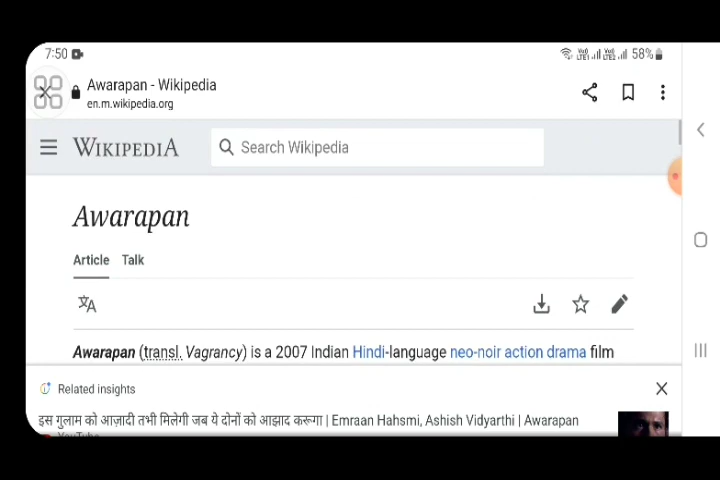 7:50
58%
Awarapan - Wikipedia
en.m.wikipedia.org
WIKIPEDIA
Search Wikipedia
Awarapan
Article Talk
Awarapan (transl. Vagrancy) is a 2007 Indian Hindi-language neo-noir action drama film
Related insights
इस गुलाम को आज़ादी तभी मिलेगी जब ये दोनों को आझाद करूगा | Emraan Hahsmi, Ashish Vidyarthi | Awarapan
YouTube